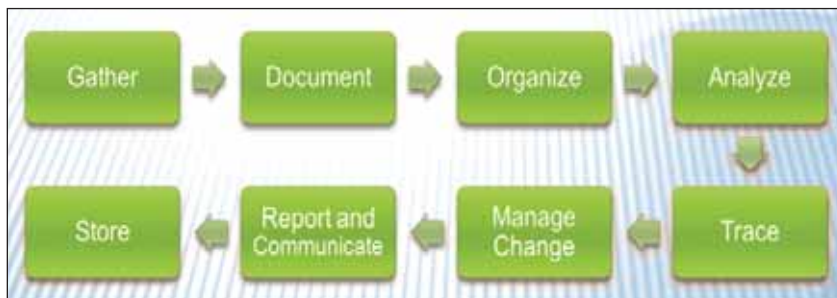 Gather
Document
Organize
Analyze
Store
Report and
Communicate
Manage
Change
Trace